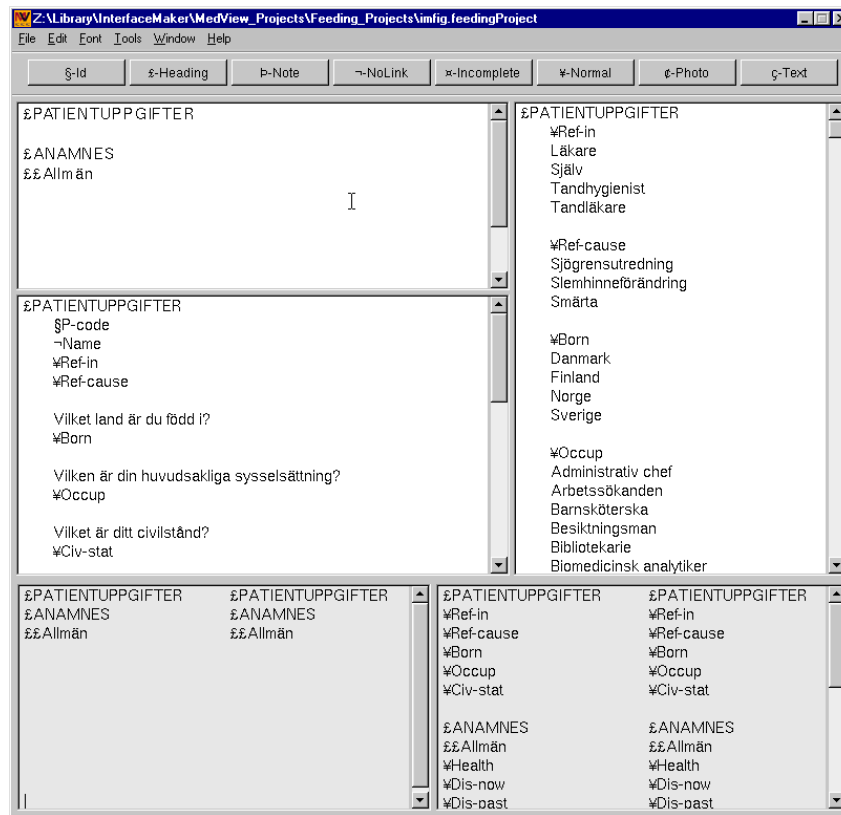 Z:\Library\InterfaceMaker\MedView_Projects\Feeding_Projects\imfig.feedingProject
File Edit Font Tools Window Help
§-Id £-Heading Þ-Note ¬-NoLink ¤-Incomplete ¥-Normal ¢-Photo ç-Text
£PATIENTUPPGIFTER
£ANAMNES
££Allmän
£PATIENTUPPGIFTER
§P-code
¬Name
¥Ref-in
¥Ref-cause
Vilket land är du född i?
¥Born
Vilken är din huvudsakliga sysselsättning?
¥Occup
Vilket är ditt civilstånd?
¥Civ-stat
£PATIENTUPPGIFTER
¥Ref-in
Läkare
Själv
Tandhygienist
Tandläkare
¥Ref-cause
Sjögrensutredning
Slemhinneförändring
Smärta
¥Born
Danmark
Finland
Norge
Sverige
¥Occup
Administrativ chef
Arbetssökanden
Barnsköterska
Besiktningsman
Bibliotekarie
Biomedicinsk analytiker
£PATIENTUPPGIFTER £PATIENTUPPGIFTER
£ANAMNES £ANAMNES
££Allmän ££Allmän
£PATIENTUPPGIFTER £PATIENTUPPGIFTER
¥Ref-in ¥Ref-in
¥Ref-cause ¥Ref-cause
¥Born ¥Born
¥Occup ¥Occup
¥Civ-stat ¥Civ-stat
£ANAMNES £ANAMNES
££Allmän ££Allmän
¥Health ¥Health
¥Dis-now ¥Dis-now
¥Dis-past ¥Dis-past